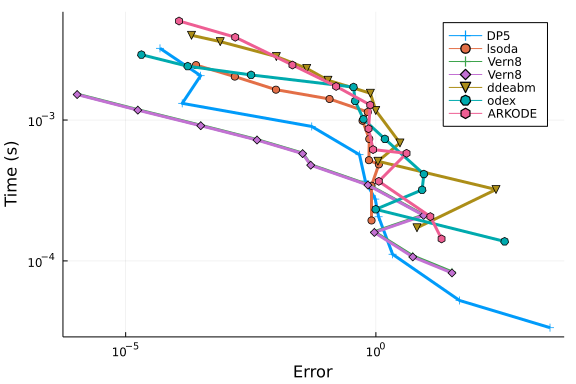 DP5
lsoda
Vern8
Vern8
ddeabm
odex
ARKODE
Time (s)
10⁻³
10⁻⁴
10⁻⁵
10⁰
Error